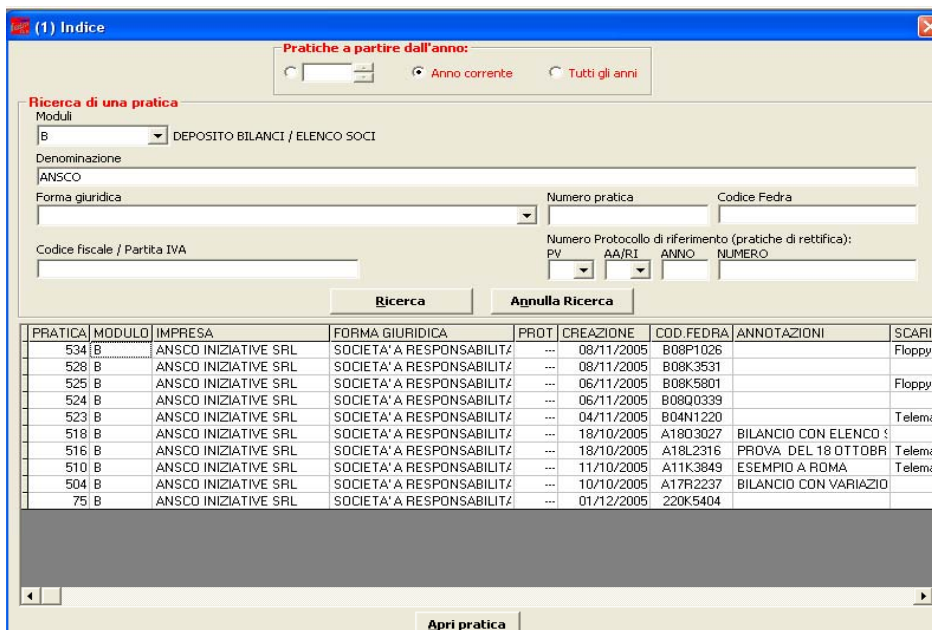 (1) Indice
Pratiche a partire dall'anno:
Anno corrente Tutti gli anni
Ricerca di una pratica
Moduli
B DEPOSITO BILANCI / ELENCO SOCI
Denominazione
ANSCO
Forma giuridica Numero pratica Codice Fedra
Codice fiscale / Partita IVA Numero Protocollo di riferimento (pratiche di rettifica):
PV AA/RI ANNO NUMERO
Ricerca Annulla Ricerca
PRATICA MODULO IMPRESA FORMA GIURIDICA PROT CREAZIONE COD.FEDRA ANNOTAZIONI SCARI
534 B ANSCO INIZIATIVE SRL SOCIETA' A RESPONSABILITA --- 08/11/2005 B08P1026 Floppy
528 B ANSCO INIZIATIVE SRL SOCIETA' A RESPONSABILITA --- 08/11/2005 B08K3531
525 B ANSCO INIZIATIVE SRL SOCIETA' A RESPONSABILITA --- 06/11/2005 B08K5801 Floppy
524 B ANSCO INIZIATIVE SRL SOCIETA' A RESPONSABILITA --- 06/11/2005 B08Q0339
523 B ANSCO INIZIATIVE SRL SOCIETA' A RESPONSABILITA --- 04/11/2005 B04N1220 Telema
518 B ANSCO INIZIATIVE SRL SOCIETA' A RESPONSABILITA --- 18/10/2005 A18O3027 BILANCIO CON ELENCO S
516 B ANSCO INIZIATIVE SRL SOCIETA' A RESPONSABILITA --- 18/10/2005 A18L2316 PROVA DEL 18 OTTOBR Telema
510 B ANSCO INIZIATIVE SRL SOCIETA' A RESPONSABILITA --- 11/10/2005 A11K3849 ESEMPIO A ROMA Telema
504 B ANSCO INIZIATIVE SRL SOCIETA' A RESPONSABILITA --- 10/10/2005 A17R2237 BILANCIO CON VARIAZIO
75 B ANSCO INIZIATIVE SRL SOCIETA' A RESPONSABILITA --- 01/12/2005 220K5404
Apri pratica